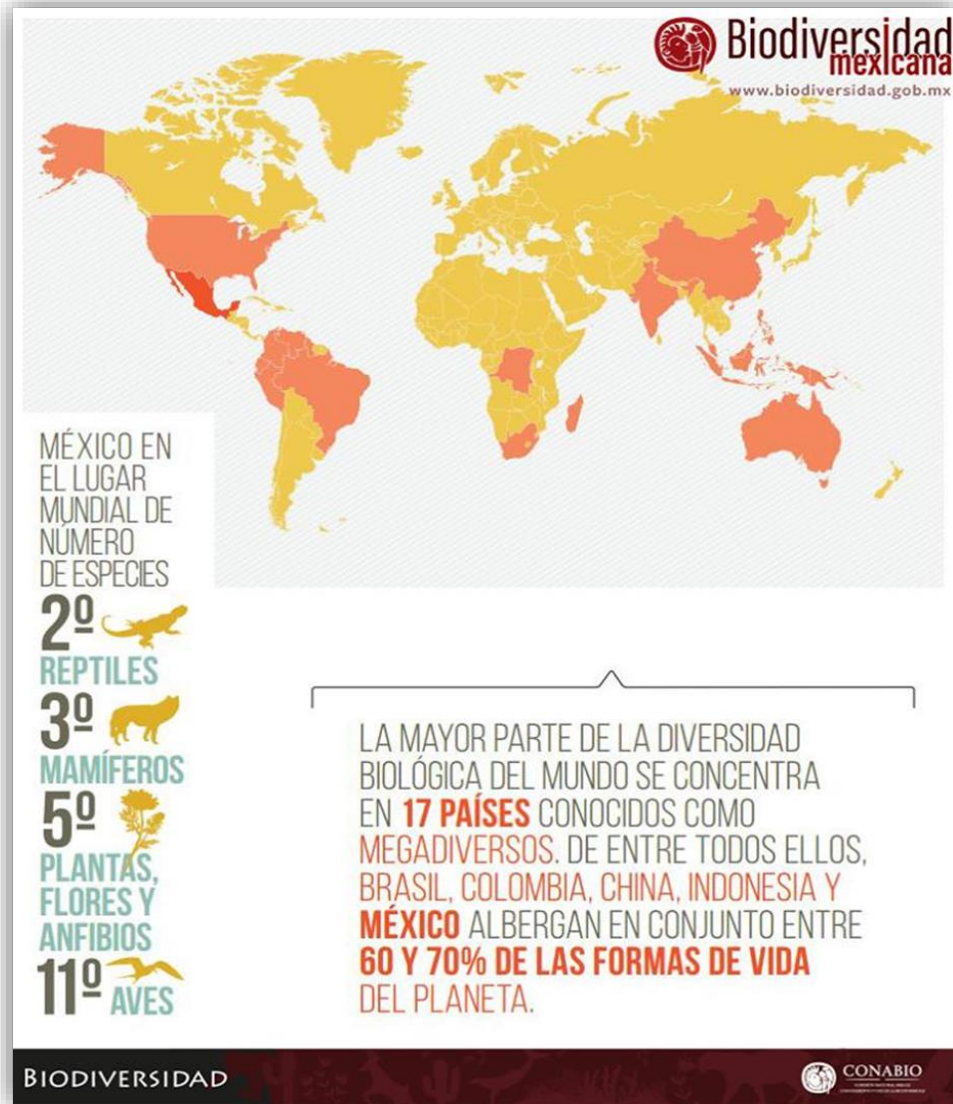 Biodiversidad
mexicana
www.biodiversidad.gob.mx
MÉXICO EN
EL LUGAR
MUNDIAL DE
NÚMERO
DE ESPECIES
2º
REPTILES
3º
MAMÍFEROS
5º
PLANTAS,
FLORES Y
ANFIBIOS
11º AVES
LA MAYOR PARTE DE LA DIVERSIDAD
BIOLÓGICA DEL MUNDO SE CONCENTRA
EN 17 PAÍSES CONOCIDOS COMO
MEGADIVERSOS. DE ENTRE TODOS ELLOS,
BRASIL, COLOMBIA, CHINA, INDONESIA Y
MÉXICO ALBERGAN EN CONJUNTO ENTRE
60 Y 70% DE LAS FORMAS DE VIDA
DEL PLANETA.
BIODIVERSIDAD
CONABIO